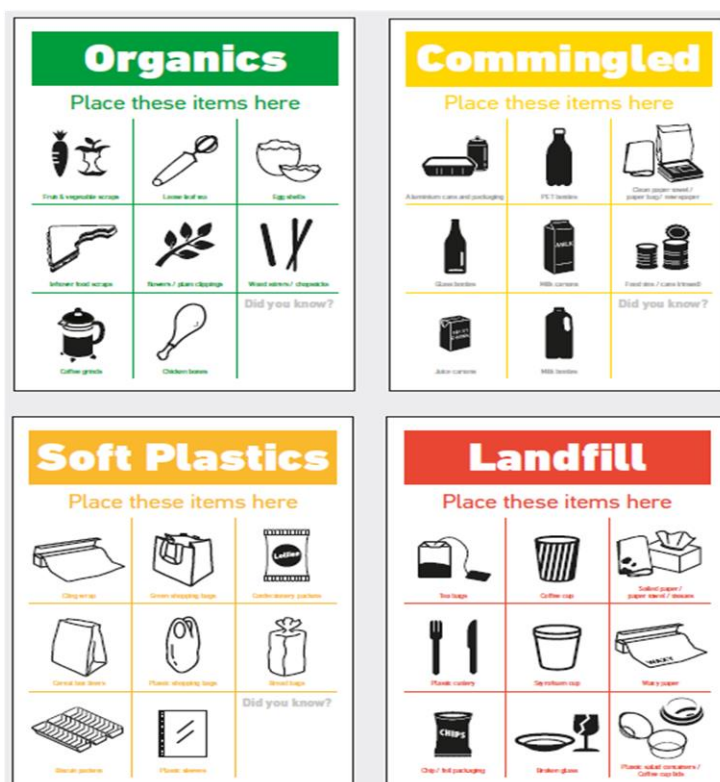 Organics
Place these items here
Fruit & vegetable scraps
Loose leaf tea
Egg shells
leftover food scraps
flowers / plant clippings
Wood stirrers / chopsticks
Coffee grinds
Chicken bones
Did you know?
Commingled
Place these items here
Aluminium cans and packaging
PET bottles
Clean paper towel /
paper bag / newspaper
Glass bottles
MILK
Milk cartons
Food tins / cans (rinsed)
Juice cartons
Milk bottles
Did you know?
Soft Plastics
Place these items here
Cling wrap
Green shopping bags
Lollies
Confectionery packets
Cereal box liners
Plastic shopping bags
Bread bags
Biscuit packets
Plastic sleeves
Did you know?
Landfill
Place these items here
Tea bags
Coffee cup
Soiled paper /
paper towel / tissues
Plastic cutlery
Styrofoam cup
WAXY
Waxy paper
CHIPS
Chip / foil packaging
Broken glass
Plastic salad containers /
Coffee cup lids